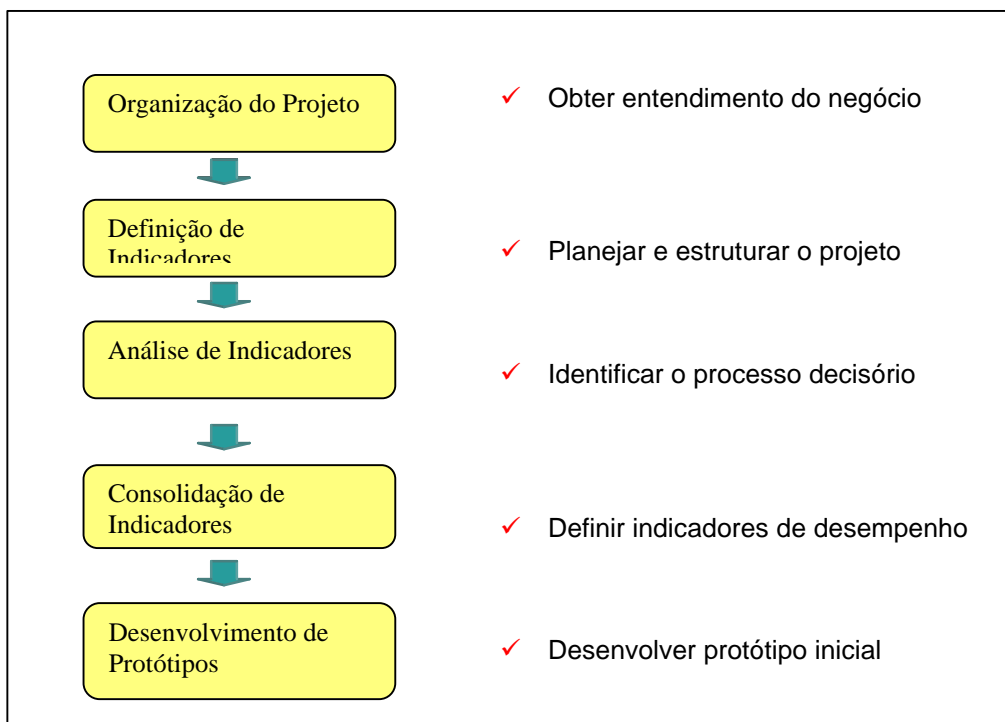 Organização do Projeto
✓ Obter entendimento do negócio
Definição de
Indicadores
✓ Planejar e estruturar o projeto
Análise de Indicadores
✓ Identificar o processo decisório
Consolidação de
Indicadores
✓ Definir indicadores de desempenho
Desenvolvimento de
Protótipos
✓ Desenvolver protótipo inicial